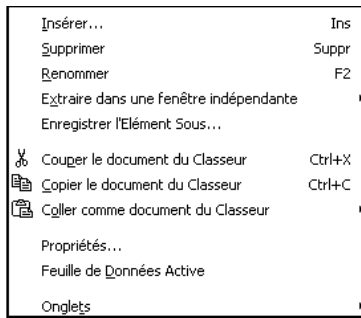 Insérer... Ins
Supprimer Suppr
Renommer F2
Extraire dans une fenêtre indépendante
Enregistrer l'Elément Sous...
Couper le document du Classeur Ctrl+X
Copier le document du Classeur Ctrl+C
Coller comme document du Classeur
Propriétés...
Feuille de Données Active
Onglets